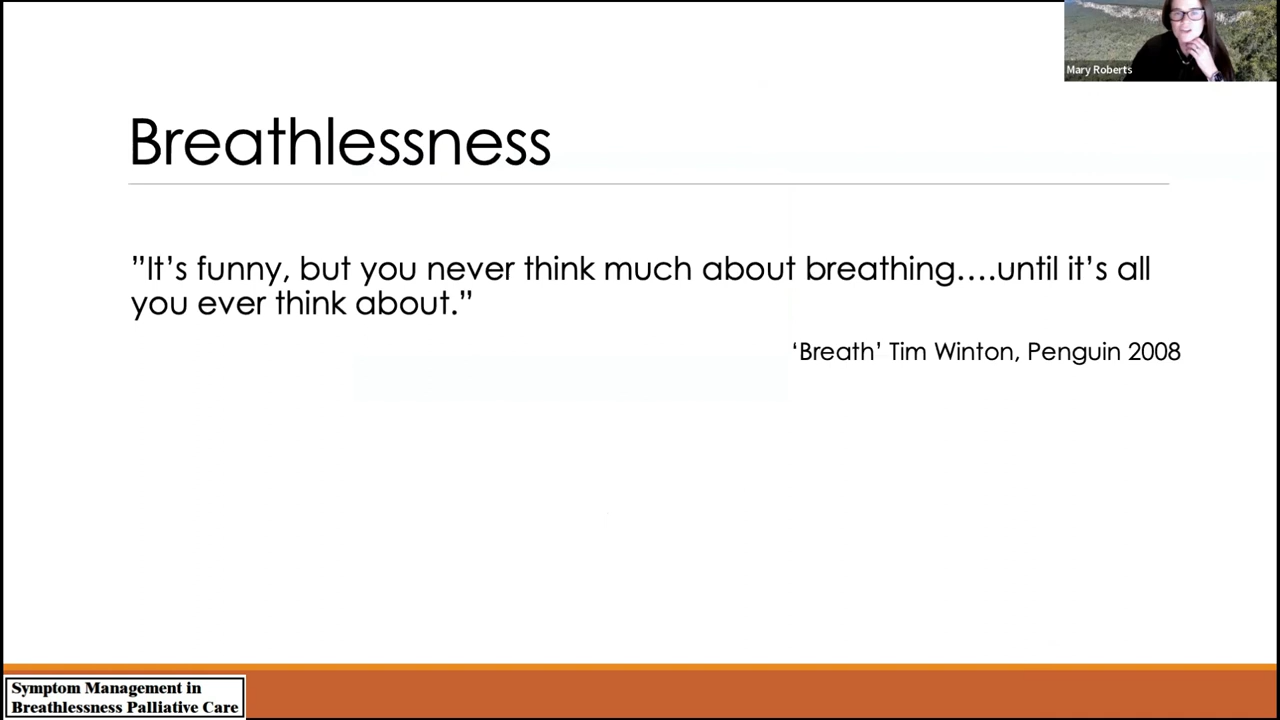 Mary Roberts
Breathlessness
”It’s funny, but you never think much about breathing....until it’s all
you ever think about.”
‘Breath’ Tim Winton, Penguin 2008
Symptom Management in
Breathlessness Palliative Care